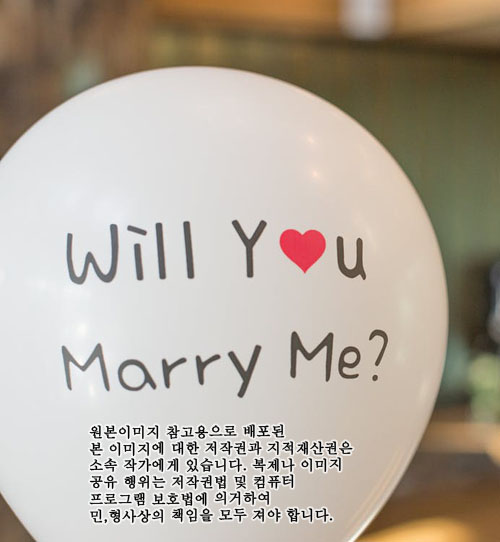 Will Y♥u
Marry Me?
원본이미지 참고용으로 배포된
본 이미지에 대한 저작권과 지적재산권은
소속 작가에게 있습니다. 복제나 이미지
공유 행위는 저작권법 및 컴퓨터
프로그램 보호법에 의거하여
민,형사상의 책임을 모두 져야 합니다.